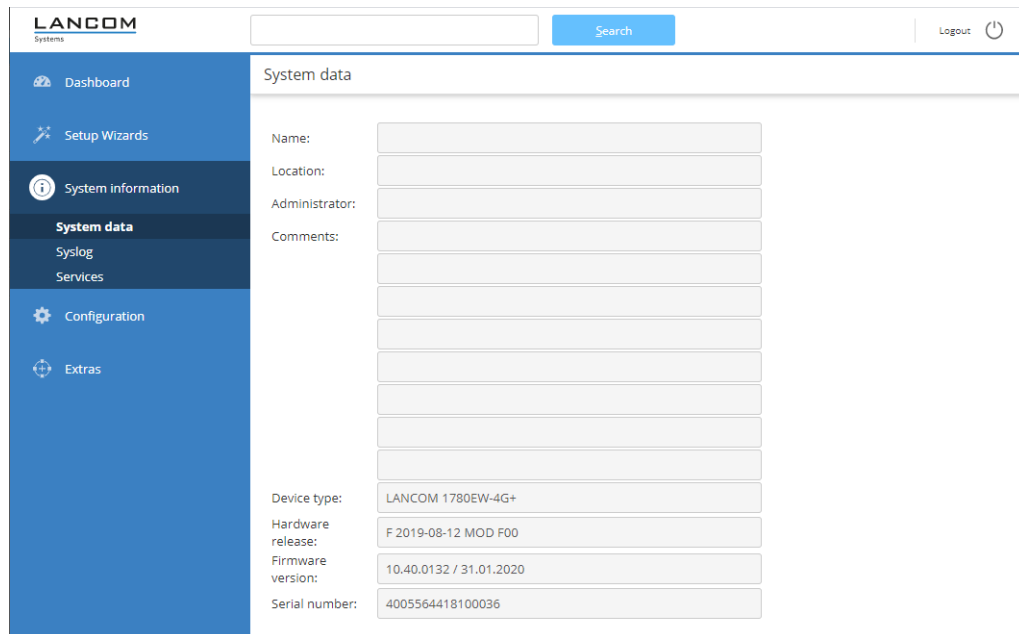 LANCOM
Systems
Search
Logout
Dashboard
Setup Wizards
System information
System data
Syslog
Services
Configuration
Extras
System data
Name:
Location:
Administrator:
Comments:
Device type: LANCOM 1780EW-4G+
Hardware
release: F 2019-08-12 MOD F00
Firmware
version: 10.40.0132 / 31.01.2020
Serial number: 4005564418100036